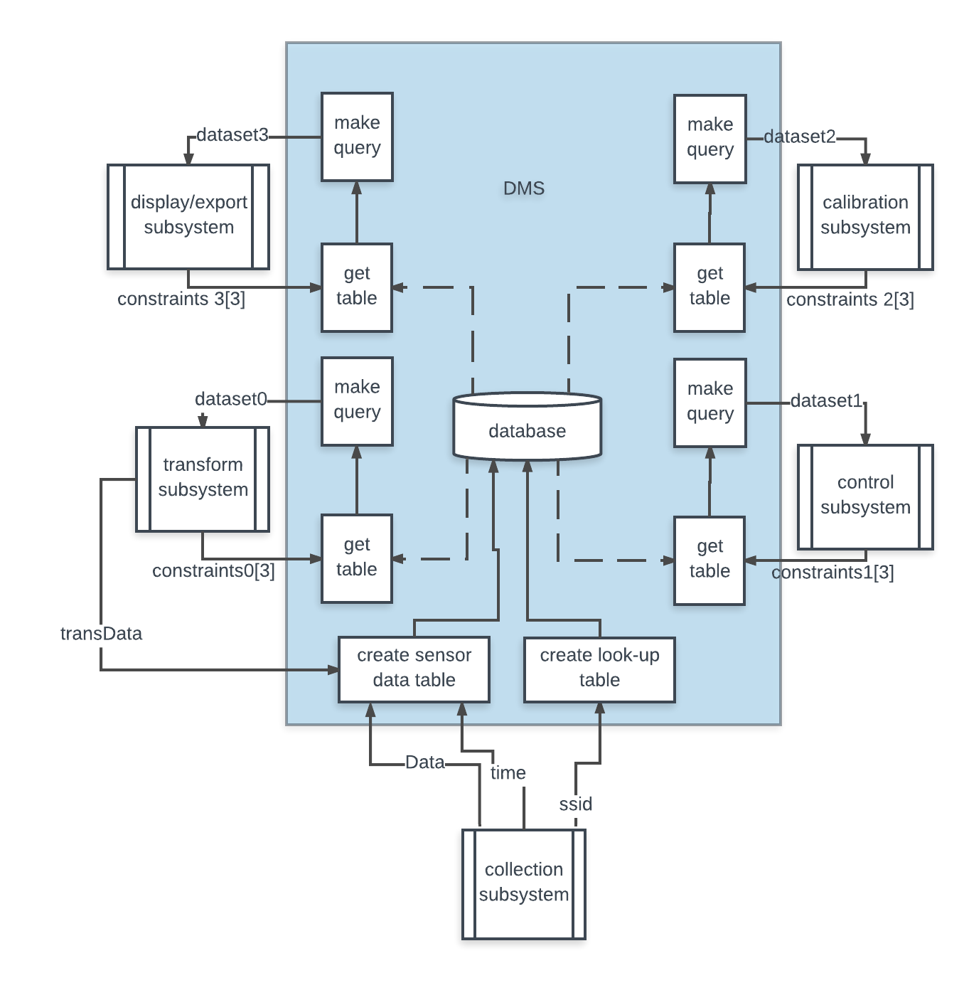 make
query
make
query
dataset3
dataset2
DMS
display/export
subsystem
calibration
subsystem
get
table
get
table
constraints 3[3]
constraints 2[3]
make
query
make
query
dataset0
dataset1
database
transform
subsystem
control
subsystem
get
table
get
table
constraints0[3]
constraints1[3]
transData
create sensor
data table
create look-up
table
Data
time
ssid
collection
subsystem